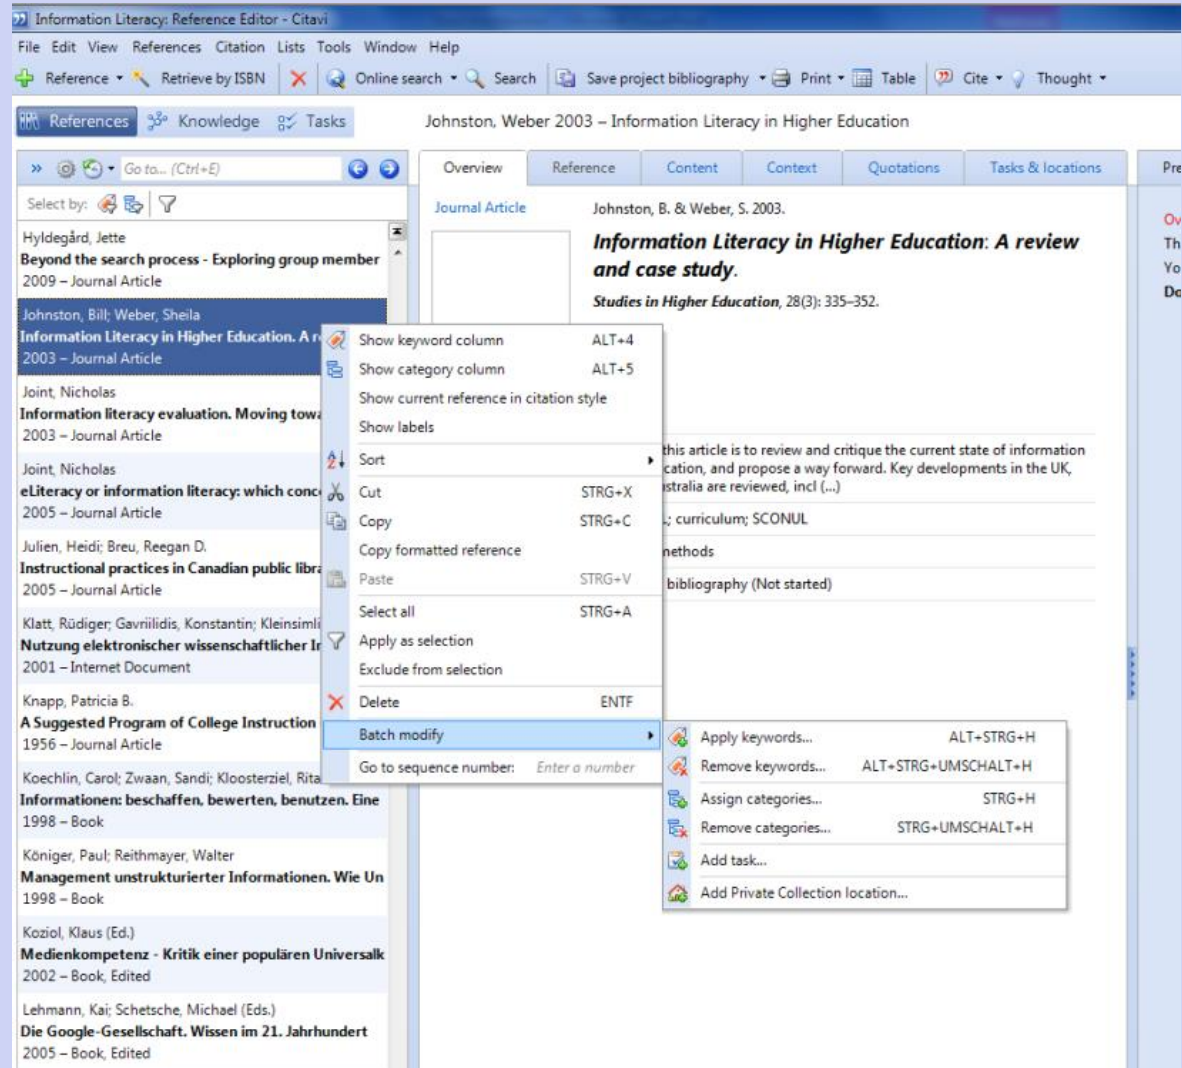 Information Literacy: Reference Editor - Citavi
File Edit View References Citation Lists Tools Window Help
Reference Retrieve by ISBN Online search Search Save project bibliography Print Table Cite Thought
References Knowledge Tasks
Johnston, Weber 2003 – Information Literacy in Higher Education
Go to... (Ctrl+E)
Select by:
Hyldegård, Jette
Beyond the search process - Exploring group member
2009 – Journal Article
Johnston, Bill; Weber, Sheila
Information Literacy in Higher Education. A r
2003 – Journal Article
Joint, Nicholas
Information literacy evaluation. Moving towa
2003 – Journal Article
Joint, Nicholas
eLiteracy or information literacy: which conc
2005 – Journal Article
Julien, Heidi; Breu, Reegan D.
Instructional practices in Canadian public libra
2005 – Journal Article
Klatt, Rüdiger; Gavriilidis, Konstantin; Kleinsimli
Nutzung elektronischer wissenschaftlicher Ir
2001 – Internet Document
Knapp, Patricia B.
A Suggested Program of College Instruction
1956 – Journal Article
Koechlin, Carol; Zwaan, Sandi; Kloosterziel, Rita
Informationen: beschaffen, bewerten, benutzen. Eine
1998 – Book
Königer, Paul; Reithmayer, Walter
Management unstrukturierter Informationen. Wie Un
1998 – Book
Koziol, Klaus (Ed.)
Medienkompetenz - Kritik einer populären Universalk
2002 – Book, Edited
Lehmann, Kai; Schetsche, Michael (Eds.)
Die Google-Gesellschaft. Wissen im 21. Jahrhundert
2005 – Book, Edited
Overview Reference Content Context Quotations Tasks & locations
Journal Article
Johnston, B. & Weber, S. 2003.
Information Literacy in Higher Education: A review
and case study.
Studies in Higher Education, 28(3): 335–352.
this article is to review and critique the current state of information
cation, and propose a way forward. Key developments in the UK,
stralia are reviewed, incl (...)
.; curriculum; SCONUL
methods
bibliography (Not started)
Show keyword column ALT+4
Show category column ALT+5
Show current reference in citation style
Show labels
Sort
Cut STRG+X
Copy STRG+C
Copy formatted reference
Paste STRG+V
Select all STRG+A
Apply as selection
Exclude from selection
Delete ENTF
Batch modify
Go to sequence number: Enter a number
Apply keywords... ALT+STRG+H
Remove keywords... ALT+STRG+UMSCHALT+H
Assign categories... STRG+H
Remove categories... STRG+UMSCHALT+H
Add task...
Add Private Collection location...
Pre
Ov
Th
Yo
Do